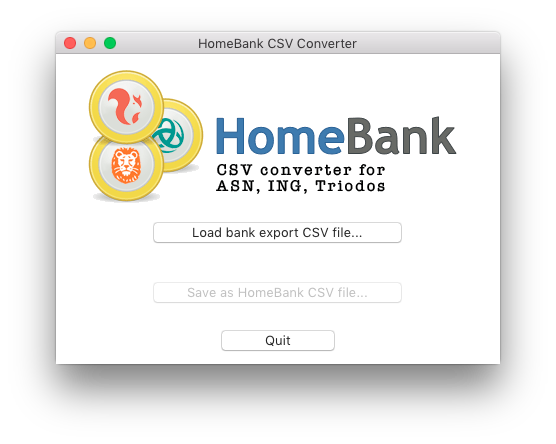 HomeBank CSV Converter
HomeBank
CSV converter for
ASN, ING, Triodos
Load bank export CSV file...
Save as HomeBank CSV file...
Quit